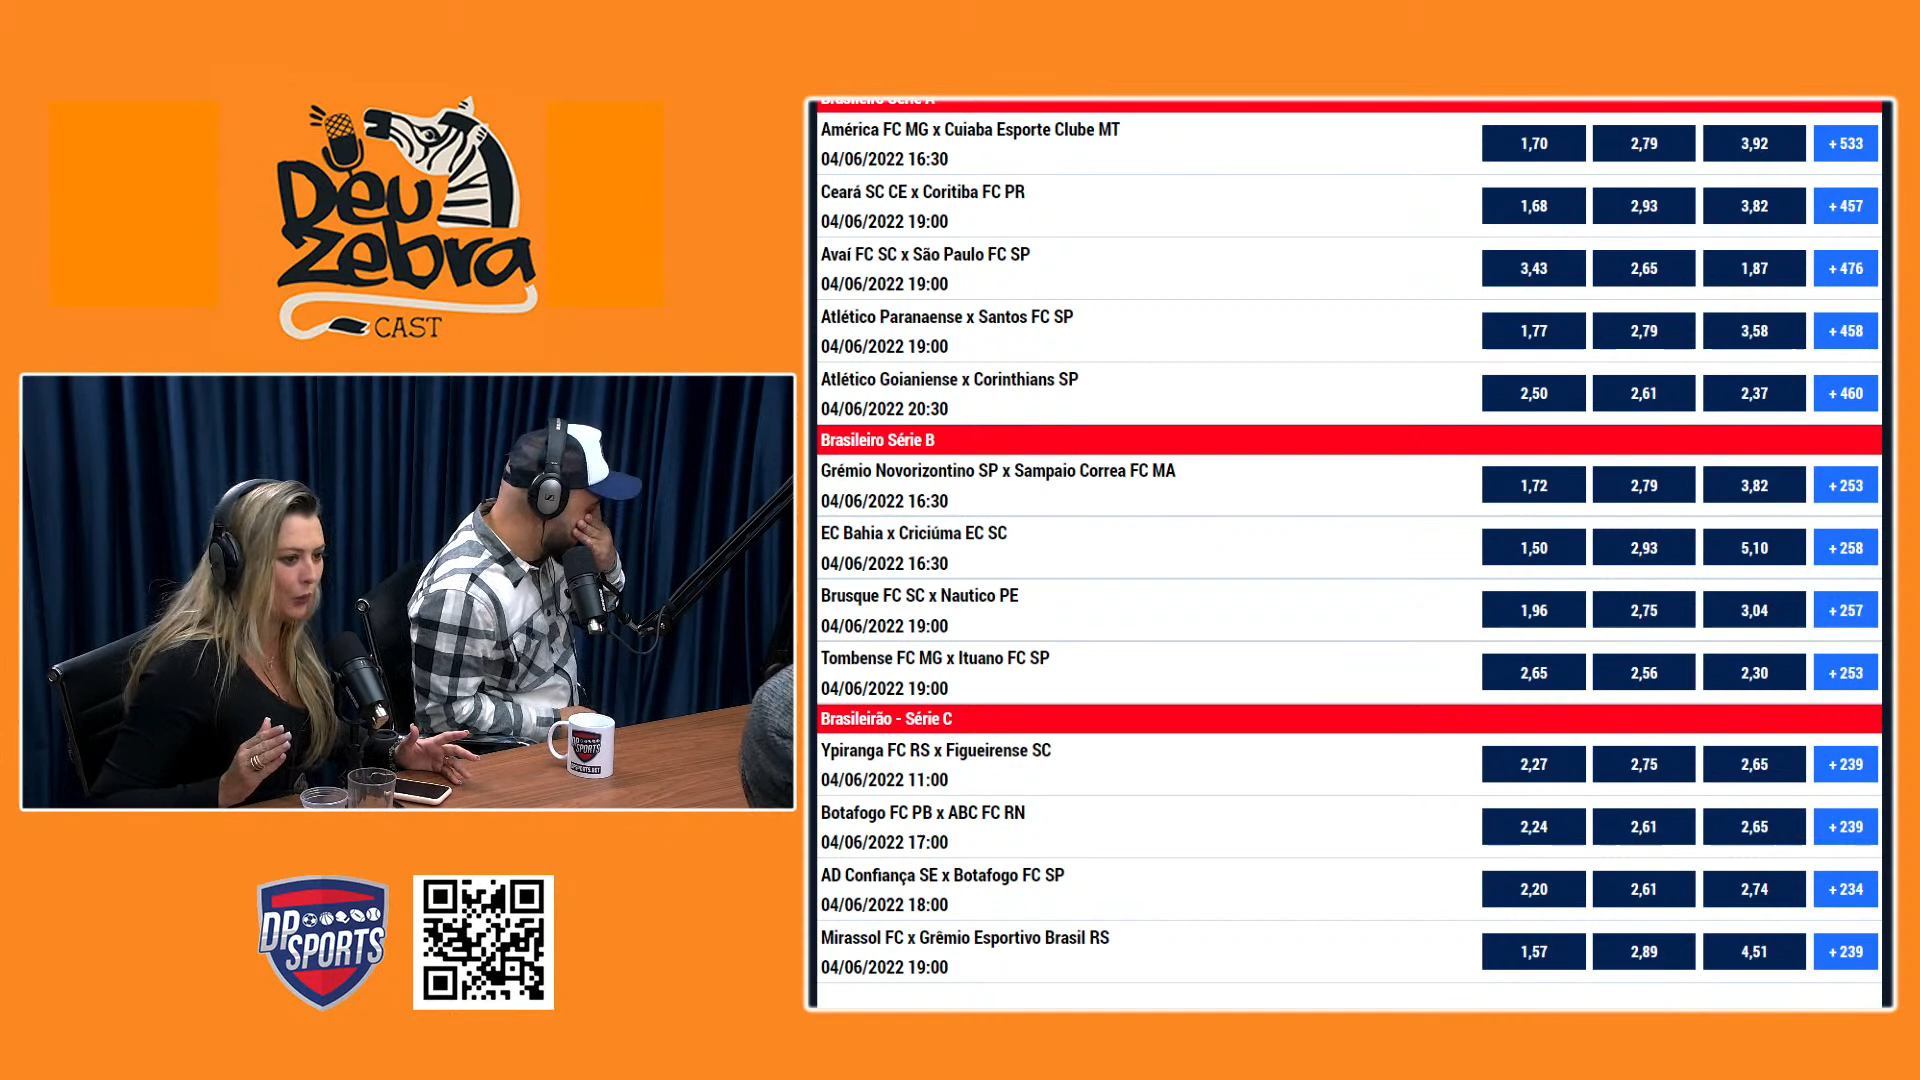 Deu
Zebra
CAST
DP
SPORTS
DP
SPORTS
DPSPORTS.BET
Brasileiro Série A
América FC MG x Cuiaba Esporte Clube MT
04/06/2022 16:30
1,70 2,79 3,92 + 533
Ceará SC CE x Coritiba FC PR
04/06/2022 19:00
1,68 2,93 3,82 + 457
Avaí FC SC x São Paulo FC SP
04/06/2022 19:00
3,43 2,65 1,87 + 476
Atlético Paranaense x Santos FC SP
04/06/2022 19:00
1,77 2,79 3,58 + 458
Atlético Goianiense x Corinthians SP
04/06/2022 20:30
2,50 2,61 2,37 + 460
Brasileiro Série B
Grémio Novorizontino SP x Sampaio Correa FC MA
04/06/2022 16:30
1,72 2,79 3,82 + 253
EC Bahia x Criciúma EC SC
04/06/2022 16:30
1,50 2,93 5,10 + 258
Brusque FC SC x Nautico PE
04/06/2022 19:00
1,96 2,75 3,04 + 257
Tombense FC MG x Ituano FC SP
04/06/2022 19:00
2,65 2,56 2,30 + 253
Brasileirão - Série C
Ypiranga FC RS x Figueirense SC
04/06/2022 11:00
2,27 2,75 2,65 + 239
Botafogo FC PB x ABC FC RN
04/06/2022 17:00
2,24 2,61 2,65 + 239
AD Confiança SE x Botafogo FC SP
04/06/2022 18:00
2,20 2,61 2,74 + 234
Mirassol FC x Grêmio Esportivo Brasil RS
04/06/2022 19:00
1,57 2,89 4,51 + 239